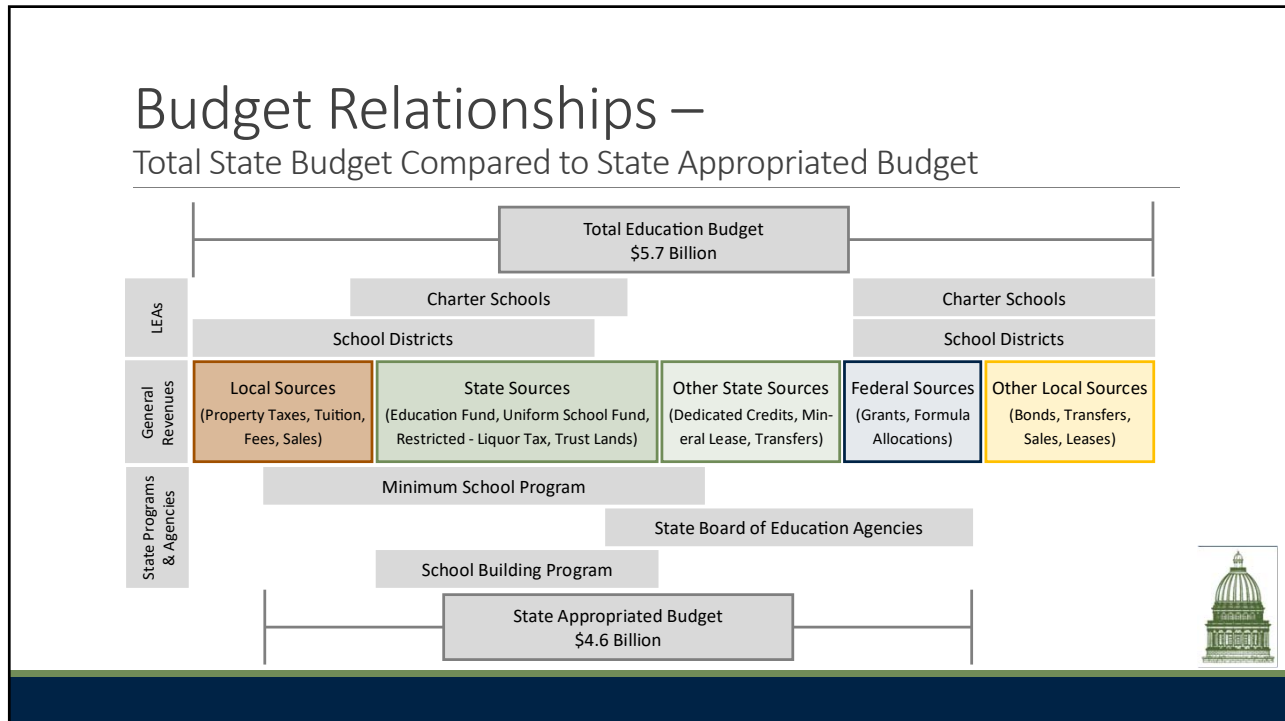 Budget Relationships –
Total State Budget Compared to State Appropriated Budget
Total Education Budget
$5.7 Billion
LEAs
Charter Schools
Charter Schools
School Districts
School Districts
General
Revenues
Local Sources
(Property Taxes, Tuition,
Fees, Sales)
State Sources
(Education Fund, Uniform School Fund,
Restricted - Liquor Tax, Trust Lands)
Other State Sources
(Dedicated Credits, Min-
eral Lease, Transfers)
Federal Sources
(Grants, Formula
Allocations)
Other Local Sources
(Bonds, Transfers,
Sales, Leases)
State Programs
& Agencies
Minimum School Program
State Board of Education Agencies
School Building Program
State Appropriated Budget
$4.6 Billion